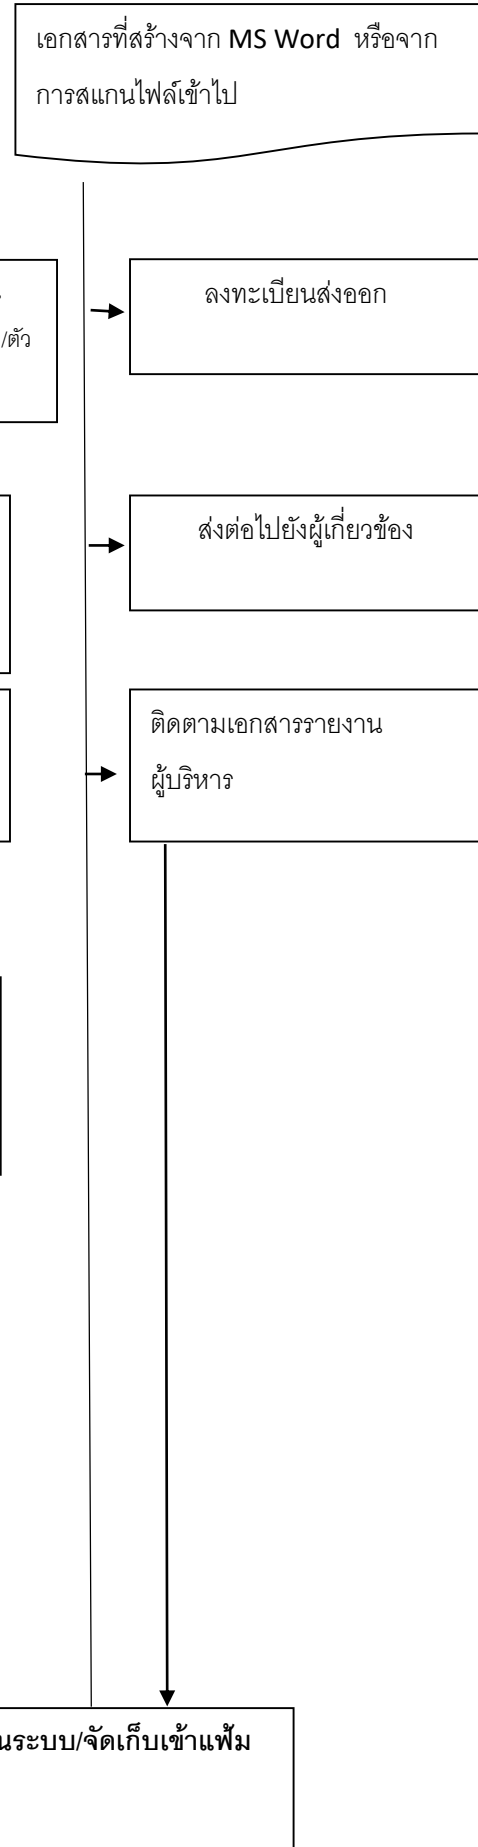 เอกสารที่สร้างจาก MS Word หรือจาก
การสแกนไฟล์เข้าไป
ลงทะเบียนส่งออก
/ตัว
ส่งต่อไปยังผู้เกี่ยวข้อง
ติดตามเอกสารรายงาน
ผู้บริหาร
นระบบ/จัดเก็บเข้าแฟ้ม